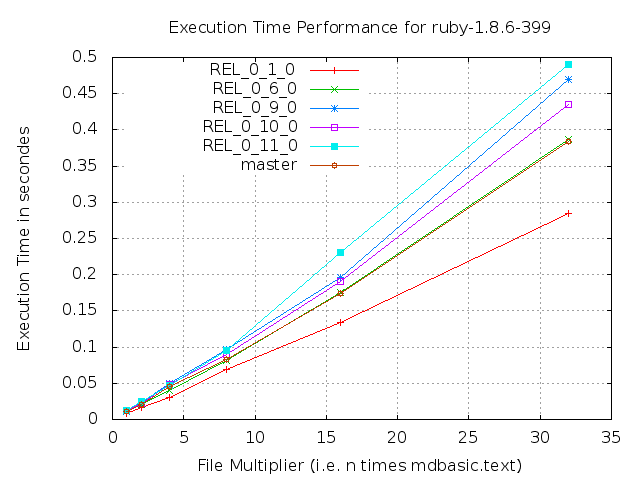 Execution Time Performance for ruby-1.8.6-399
Execution Time in secondes
0.5
0.45
0.4
0.35
0.3
0.25
0.2
0.15
0.1
0.05
0
REL_0_1_0
REL_0_6_0
REL_0_9_0
REL_0_10_0
REL_0_11_0
master
0 5 10 15 20 25 30 35
File Multiplier (i.e. n times mdbasic.text)